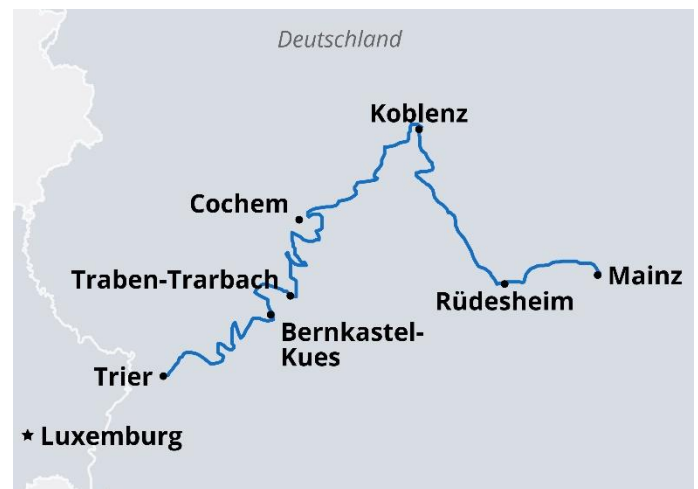 Deutschland
Koblenz
Cochem
Traben-Trarbach
Mainz
Rüdesheim
Bernkastel-
Kues
Trier
Luxemburg